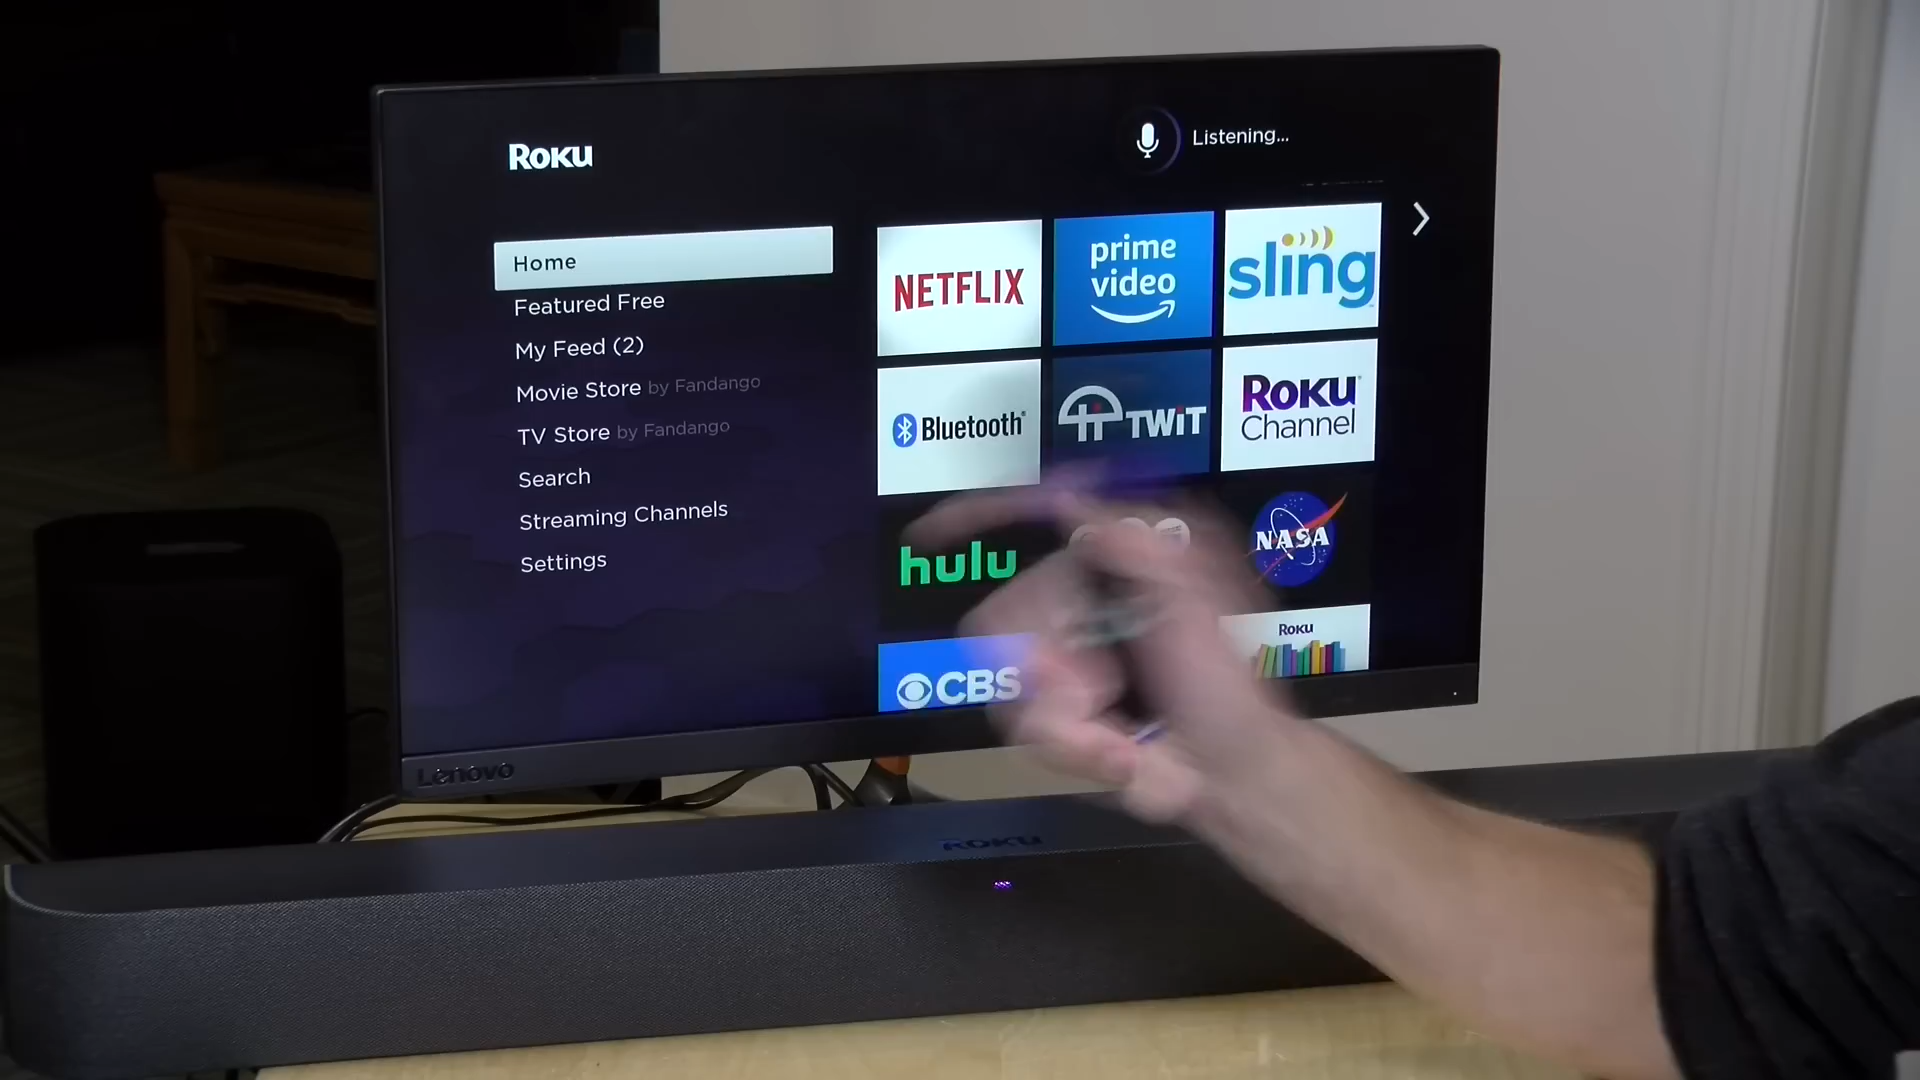 Roku
Listening...
Home
Featured Free
My Feed (2)
Movie Store by Fandango
TV Store by Fandango
Search
Streaming Channels
Settings
NETFLIX
prime
video
sling
Bluetooth®
TWiT
Roku
Channel
hulu
NASA
CBS
Roku
Lenovo
Roku